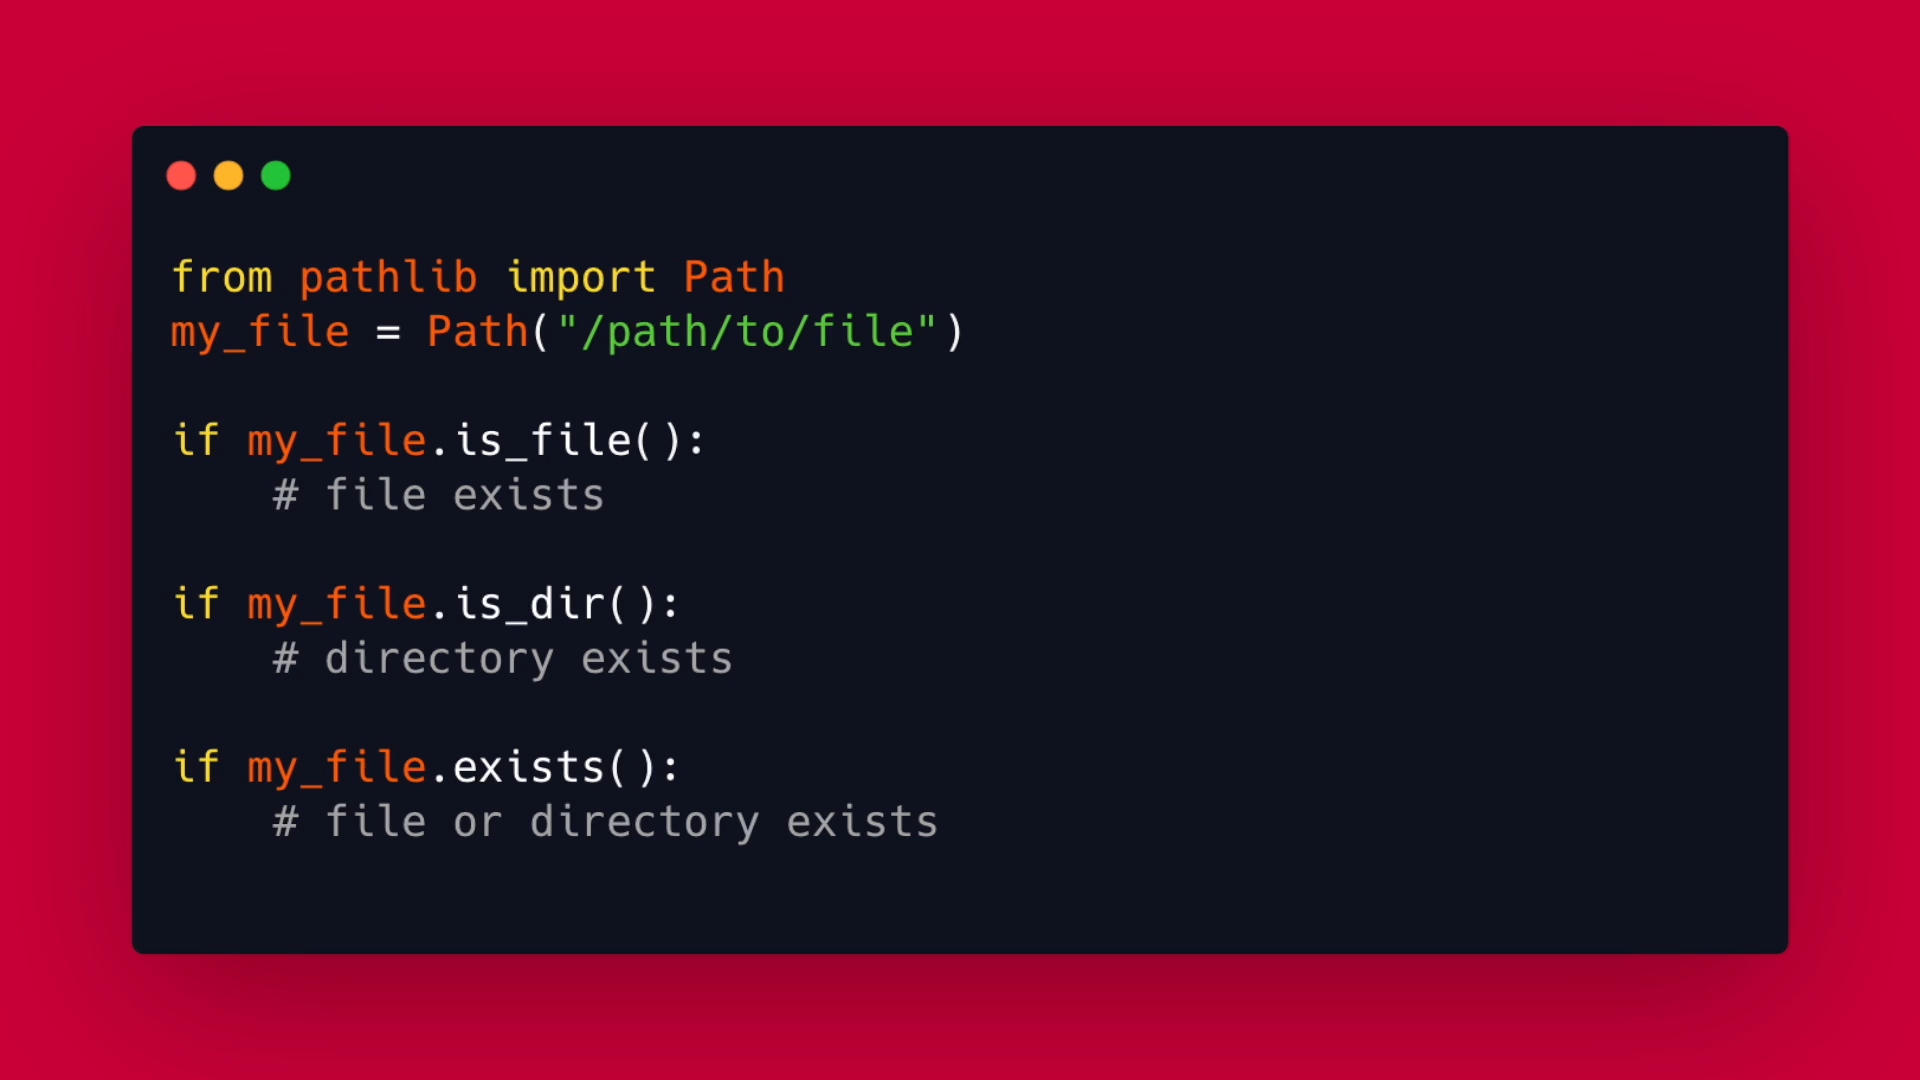 from pathlib import Path
my_file = Path("/path/to/file")

if my_file.is_file():
    # file exists

if my_file.is_dir():
    # directory exists

if my_file.exists():
    # file or directory exists